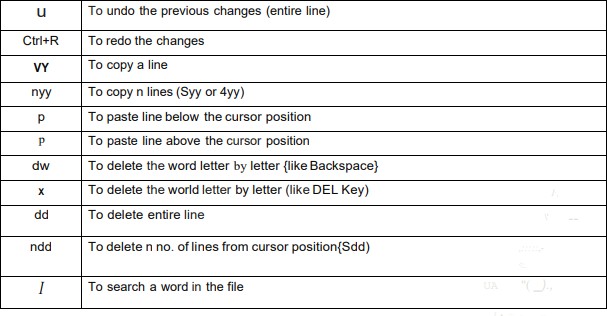 u To undo the previous changes (entire line)
Ctrl+R To redo the changes
VY To copy a line
nyy To copy n lines (Syy or 4yy)
p To paste line below the cursor position
p To paste line above the cursor position
dw To delete the word letter by letter {like Backspace}
x To delete the world letter by letter (like DEL Key)
dd To delete entire line
ndd To delete n no. of lines from cursor position{Sdd)
I To search a word in the file